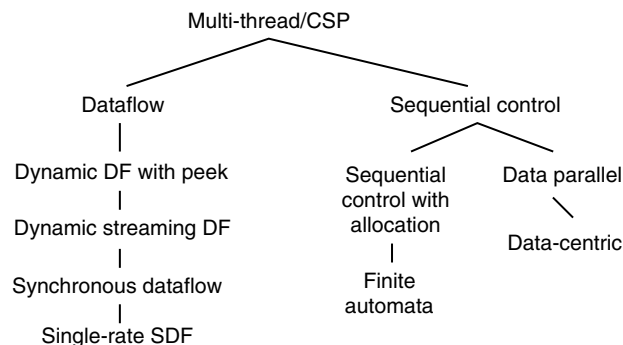 Multi-thread/CSP
Dataflow
Sequential control
Dynamic DF with peek
Sequential
control with
allocation
Data parallel
Dynamic streaming DF
Data-centric
Synchronous dataflow
Finite
automata
Single-rate SDF